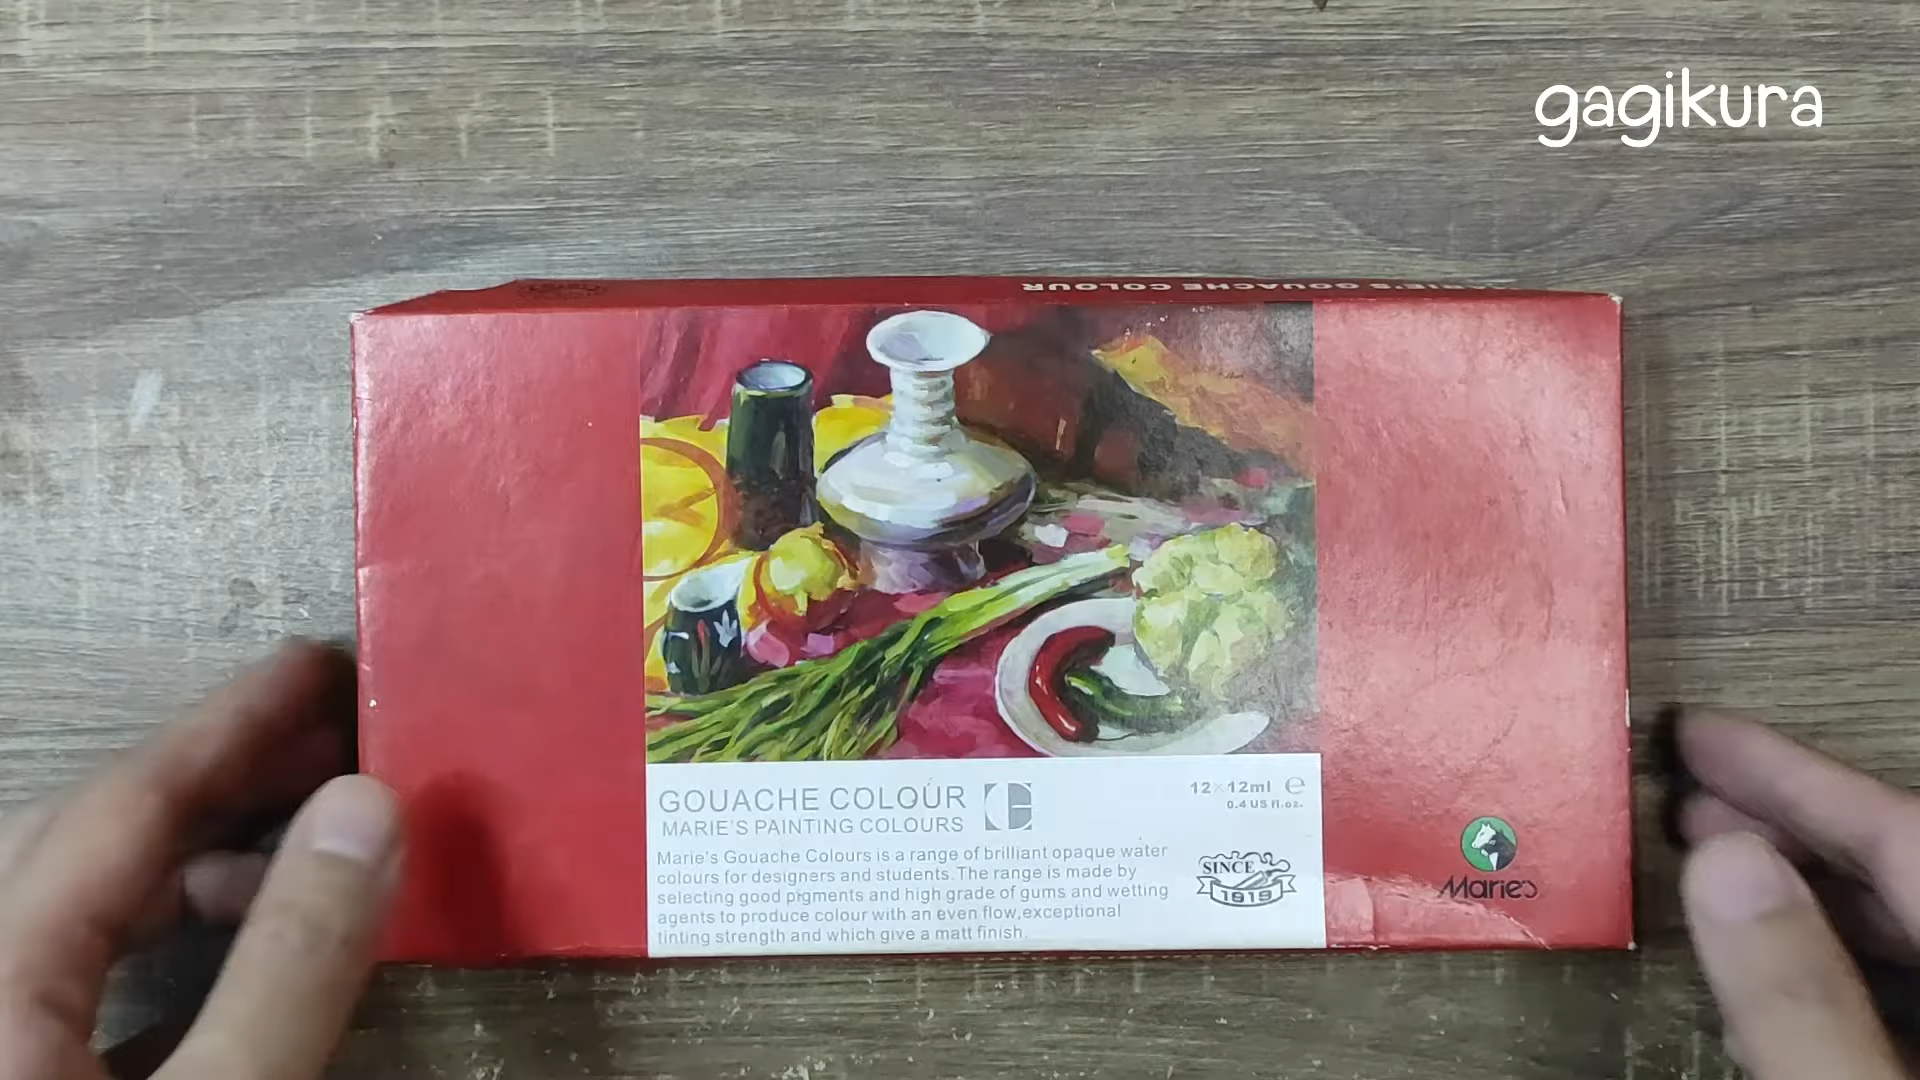 gagikura
MARIE'S GOUACHE COLOUR
GOUACHE COLOUR
MARIE'S PAINTING COLOURS
12×12ml e
0.4 US fl.oz.
Marie's Gouache Colours is a range of brilliant opaque water
colours for designers and students. The range is made by
selecting good pigments and high grade of gums and wetting
agents to produce colour with an even flow,exceptional
tinting strength and which give a matt finish.
SINCE
1919
Marie's